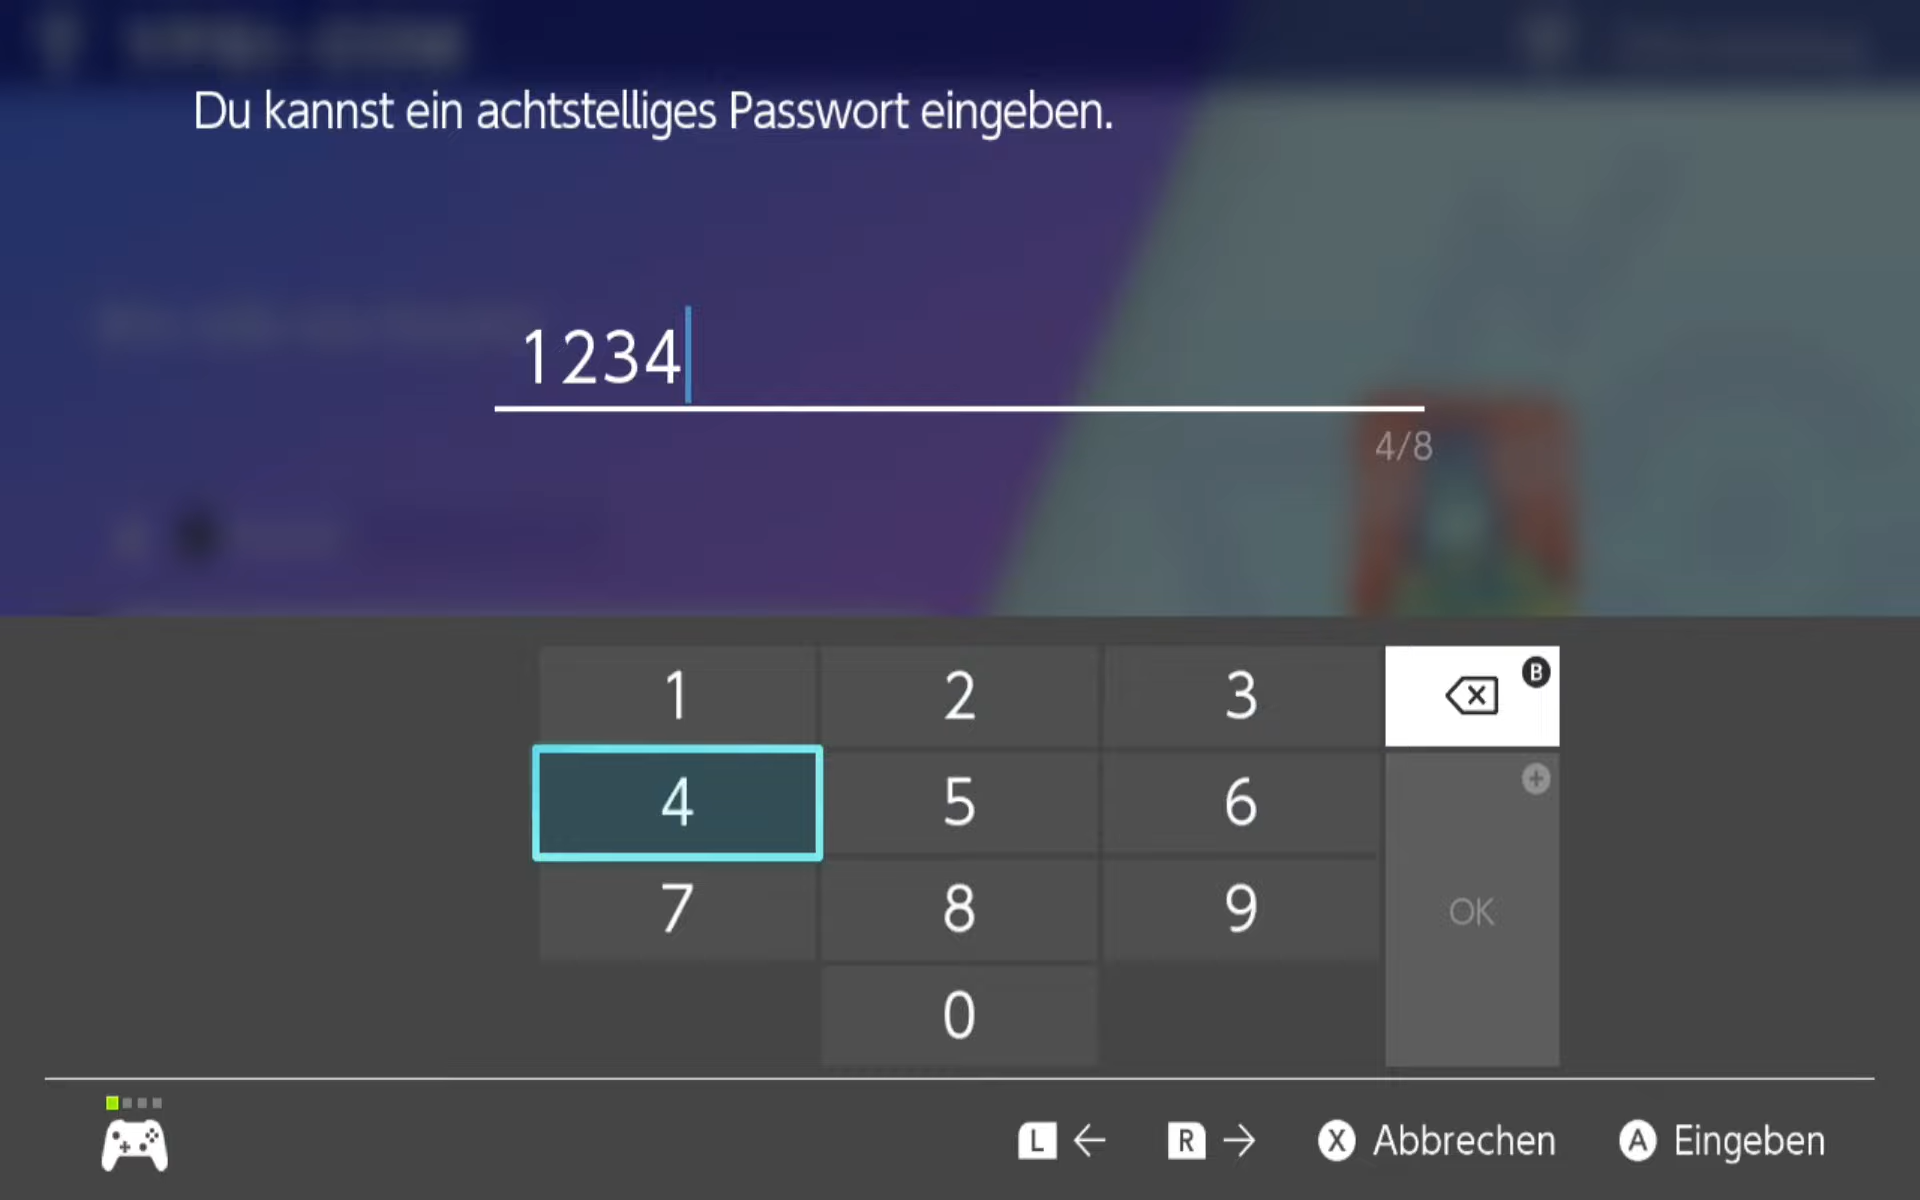 Du kannst ein achtstelliges Passwort eingeben.
1234
4/8
1 2 3 B
4 5 6 +
7 8 9 OK
0
L ← R → X Abbrechen A Eingeben